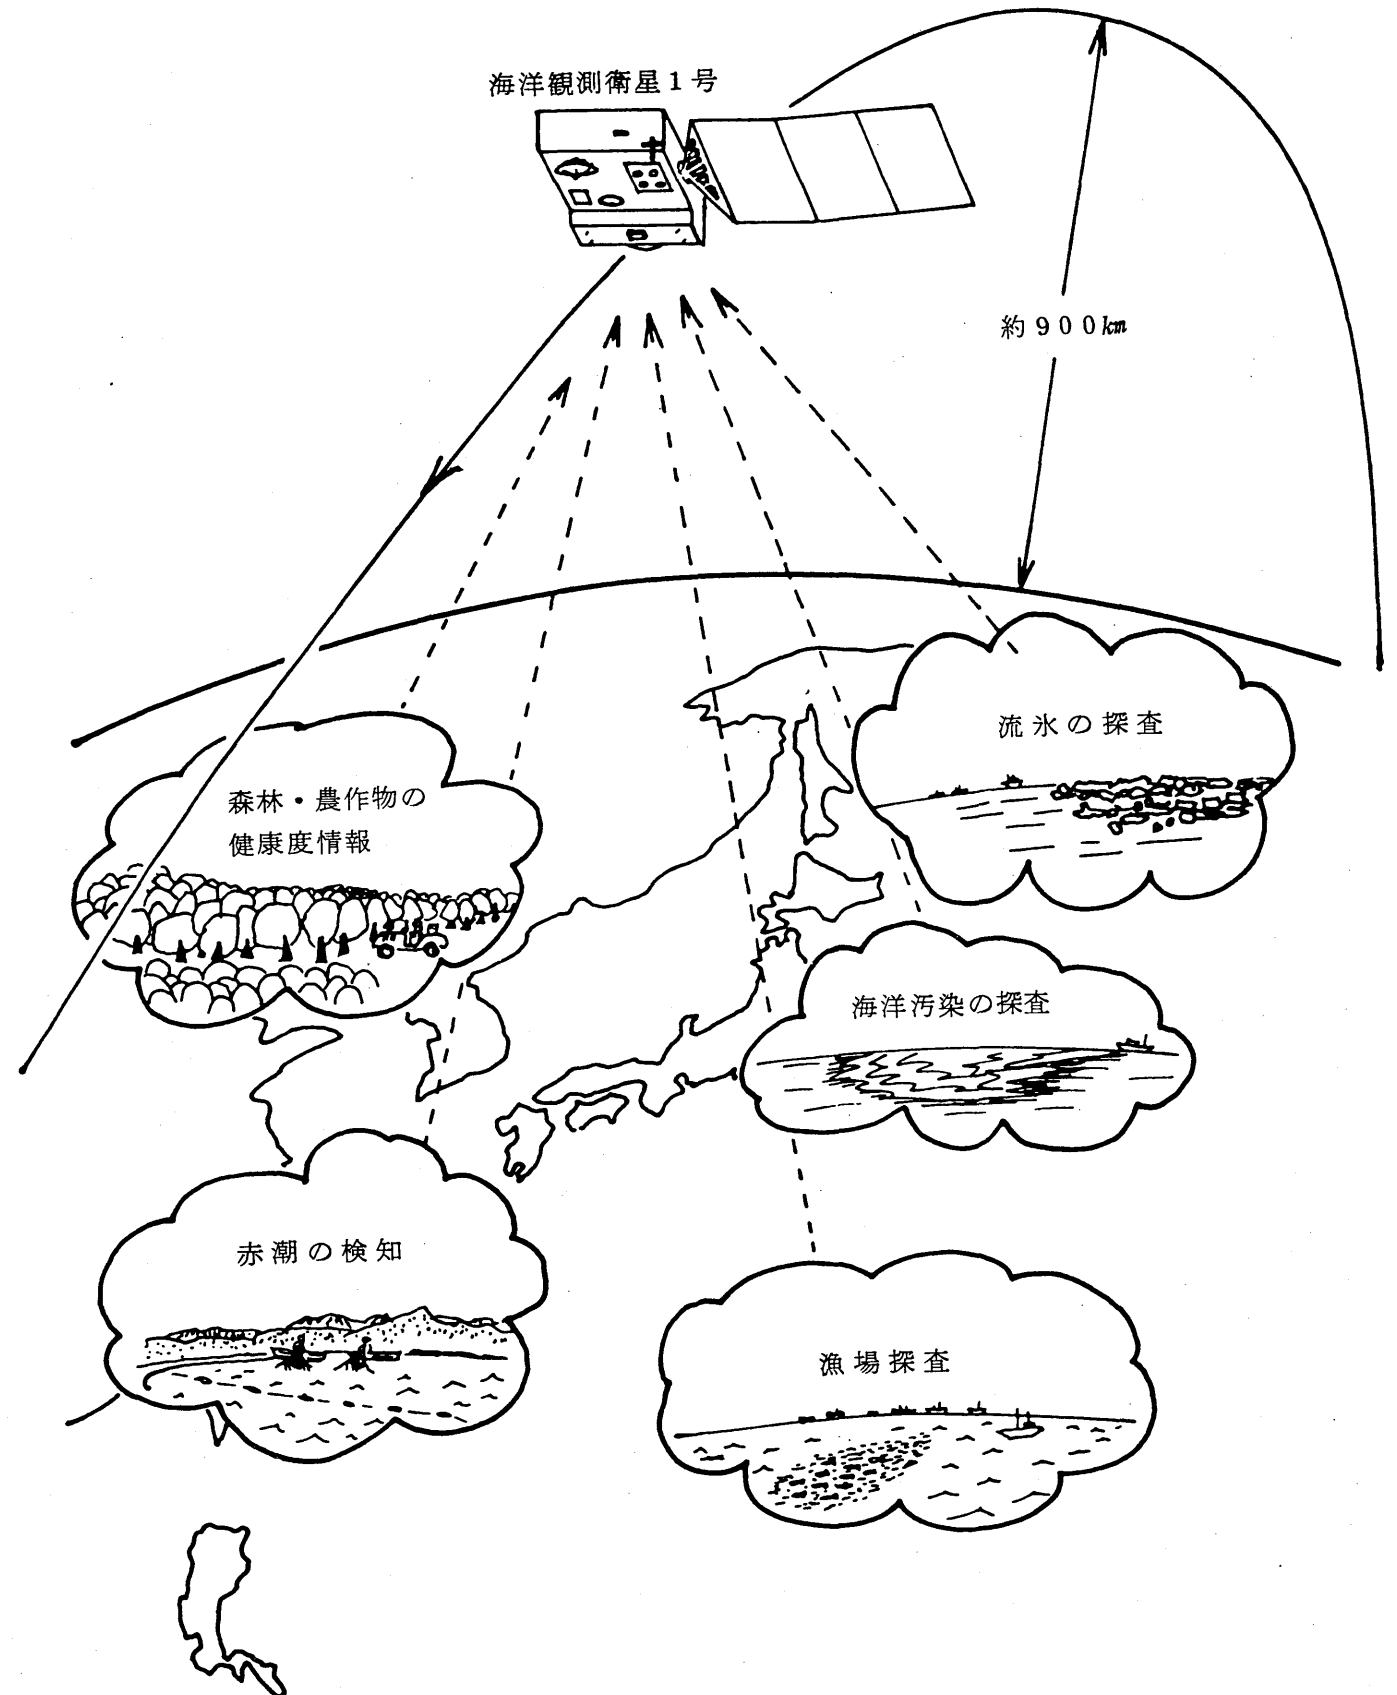 海洋観測衛星1号
約900km
流氷の探査
森林・農作物の
健康度情報
海洋汚染の探査
赤潮の検知
漁場探査